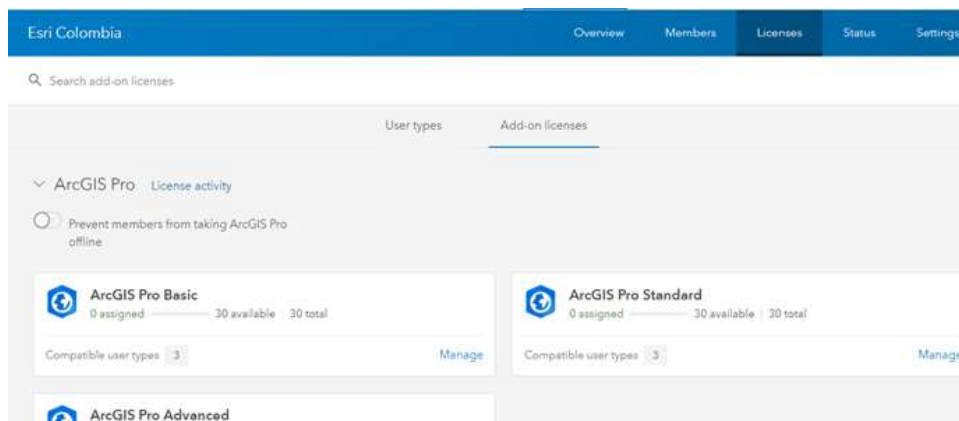 Esri Colombia Overview Members Licenses Status Settings
Search add-on licenses
User types Add-on licenses
ArcGIS Pro License activity
Prevent members from taking ArcGIS Pro
offline
ArcGIS Pro Basic
0 assigned 30 available 30 total
Compatible user types 3 Manage
ArcGIS Pro Standard
0 assigned 30 available 30 total
Compatible user types 3 Manage
ArcGIS Pro Advanced